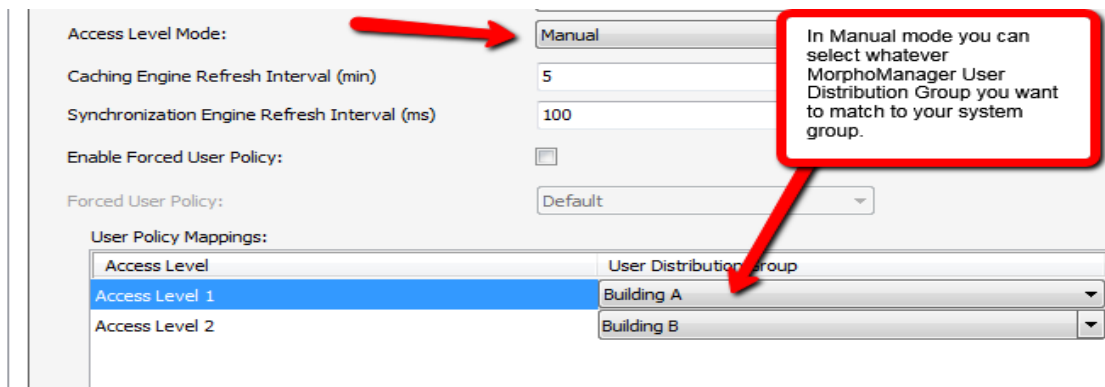 Access Level Mode:
Manual
In Manual mode you can
select whatever
MorphoManager User
Distribution Group you want
to match to your system
group.
Caching Engine Refresh Interval (min)
5
Synchronization Engine Refresh Interval (ms)
100
Enable Forced User Policy:
Forced User Policy:
Default
User Policy Mappings:
Access Level
User Distribution Group
Access Level 1
Building A
Access Level 2
Building B